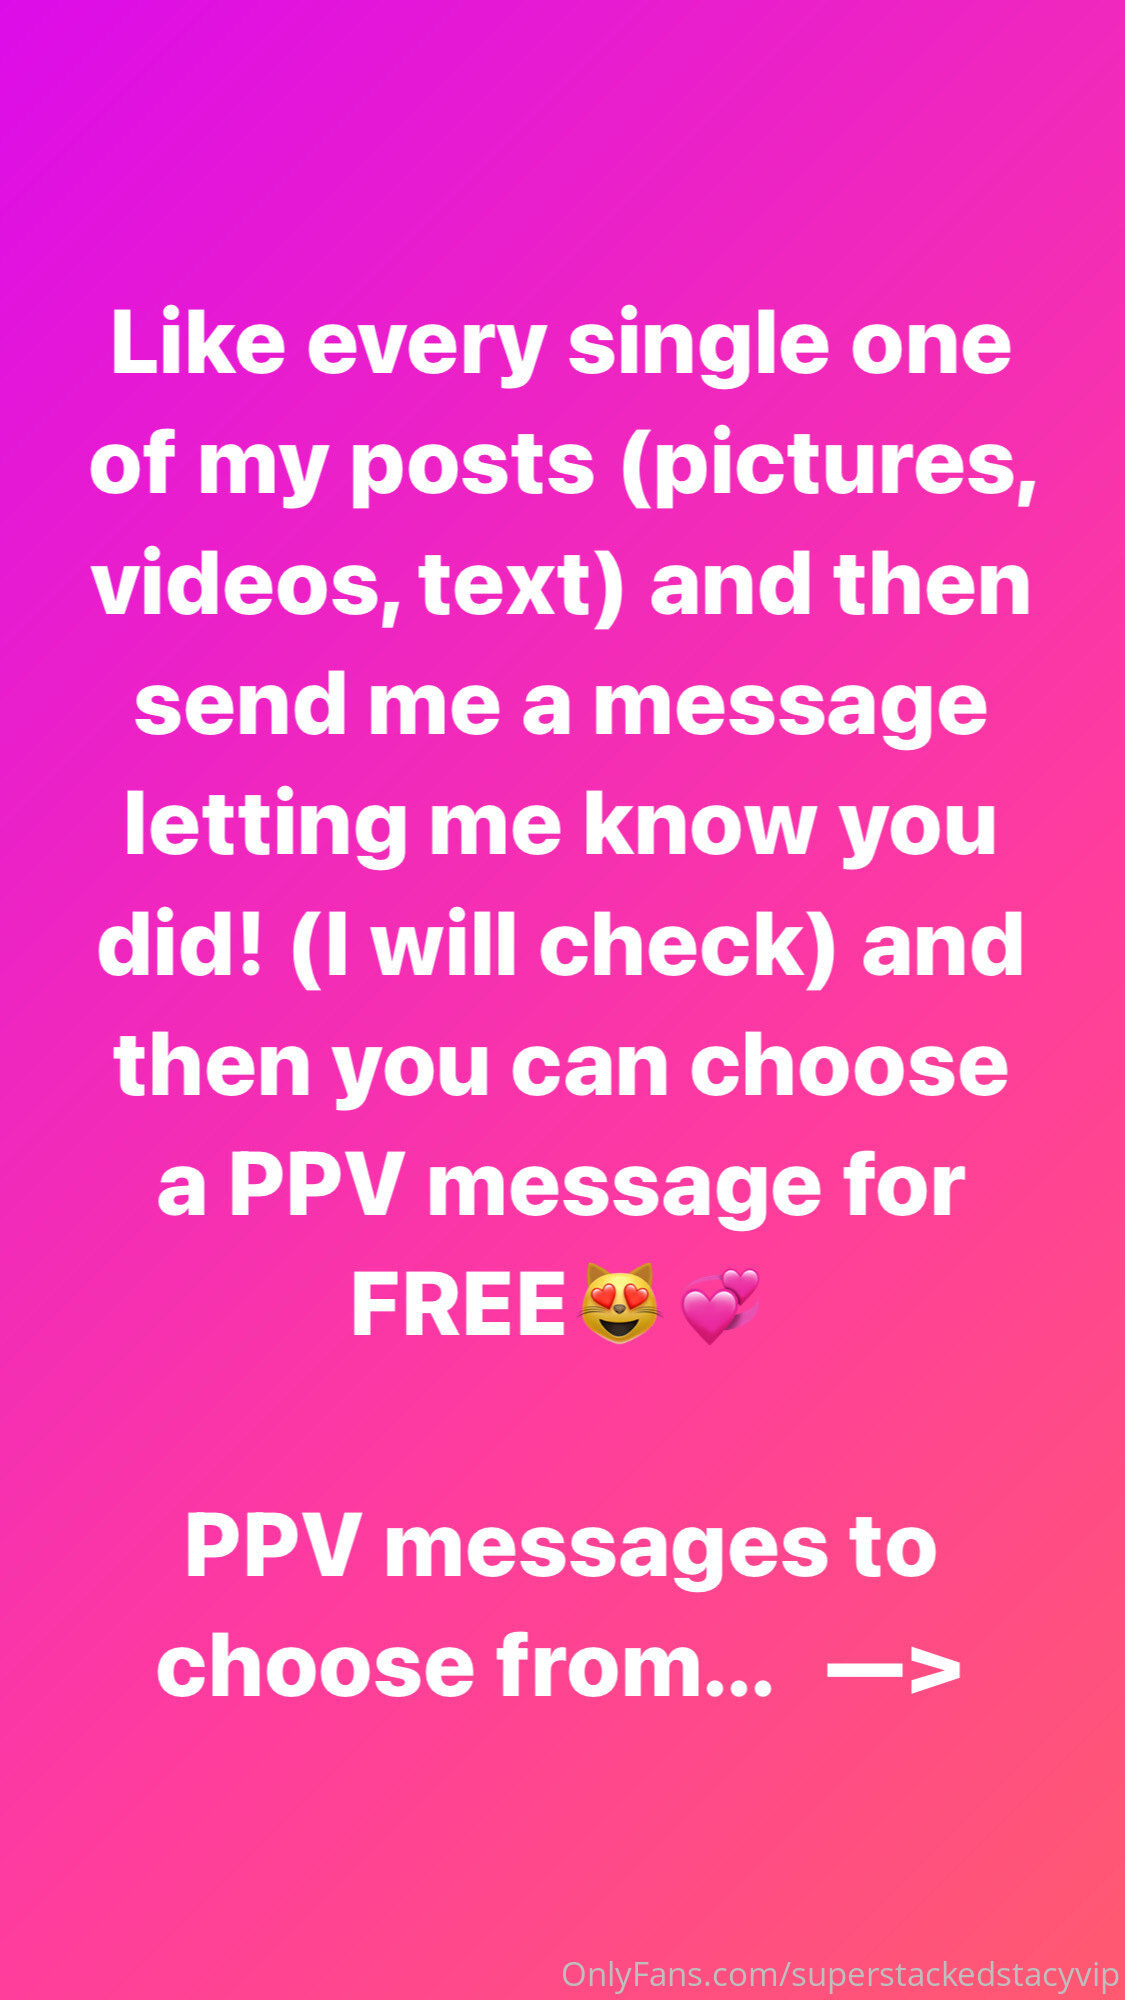 Like every single one
of my posts (pictures,
videos, text) and then
send me a message
letting me know you
did! (I will check) and
then you can choose
a PPV message for
FREE😻💞
PPV messages to
choose from... —>
OnlyFans.com/superstackedstacyvip